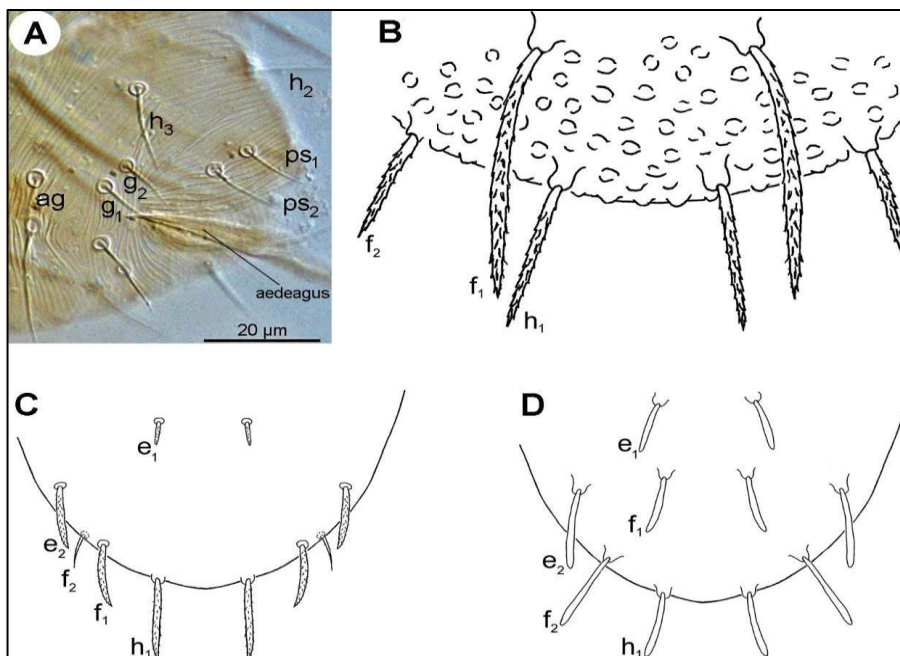 A
h₂
h₃
ps₁
g₂
ps₂
ag
g₁
aedeagus
20 µm
B
f₂
f₁
h₁
C
e₁
e₂
f₂
f₁
h₁
D
e₁
f₁
e₂
f₂
h₁